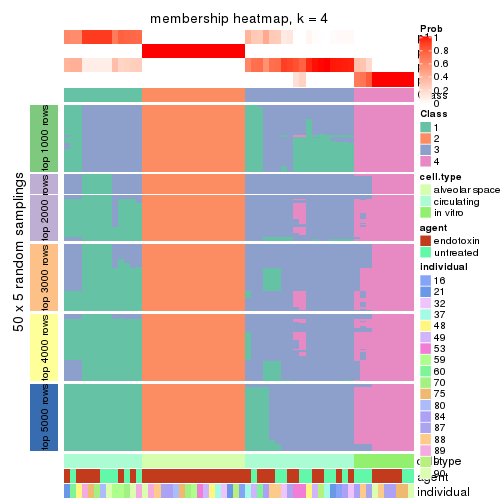 membership heatmap, k = 4
50 x 5 random samplings
top 1000 rows
top 2000 rows
top 3000 rows
top 4000 rows
top 5000 rows
cell.type
agent
individual
Prob
1
0.8
0.6
0.4
0.2
0
Class
1
2
3
4
cell.type
alveolar space
circulating
in vitro
agent
endotoxin
untreated
individual
16
21
32
37
48
49
53
59
60
70
75
80
84
87
88
89
90